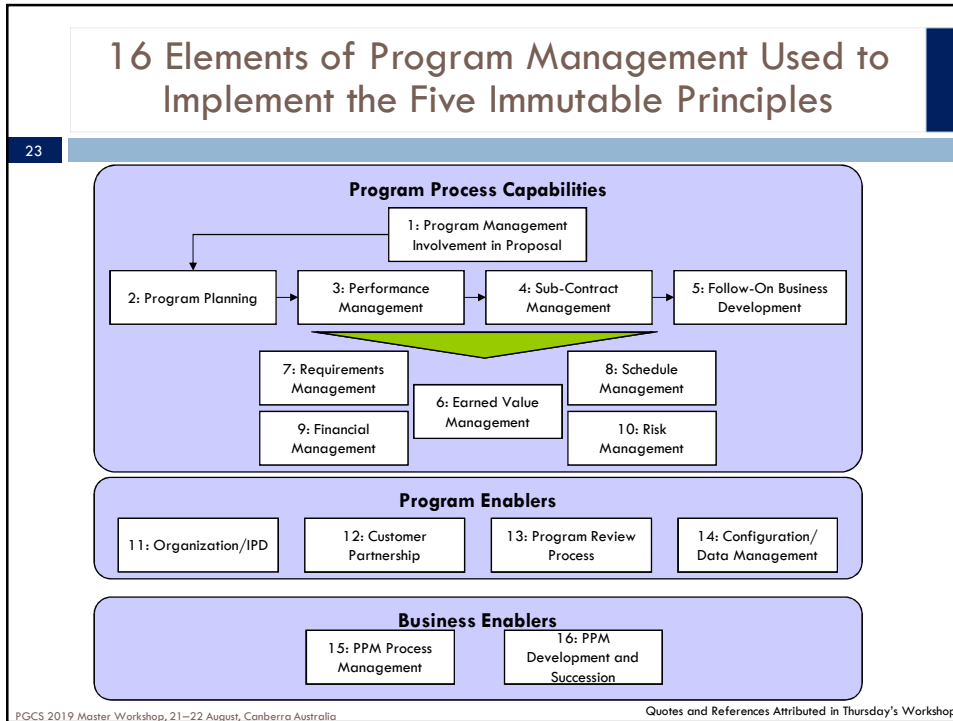 16 Elements of Program Management Used to
Implement the Five Immutable Principles
23
Program Process Capabilities
1: Program Management
Involvement in Proposal
2: Program Planning
3: Performance
Management
4: Sub-Contract
Management
5: Follow-On Business
Development
7: Requirements
Management
8: Schedule
Management
6: Earned Value
Management
9: Financial
Management
10: Risk
Management
Program Enablers
11: Organization/IPD
12: Customer
Partnership
13: Program Review
Process
14: Configuration/
Data Management
Business Enablers
15: PPM Process
Management
16: PPM
Development and
Succession
PGCS 2019 Master Workshop, 21–22 August, Canberra Australia
Quotes and References Attributed in Thursday's Workshop